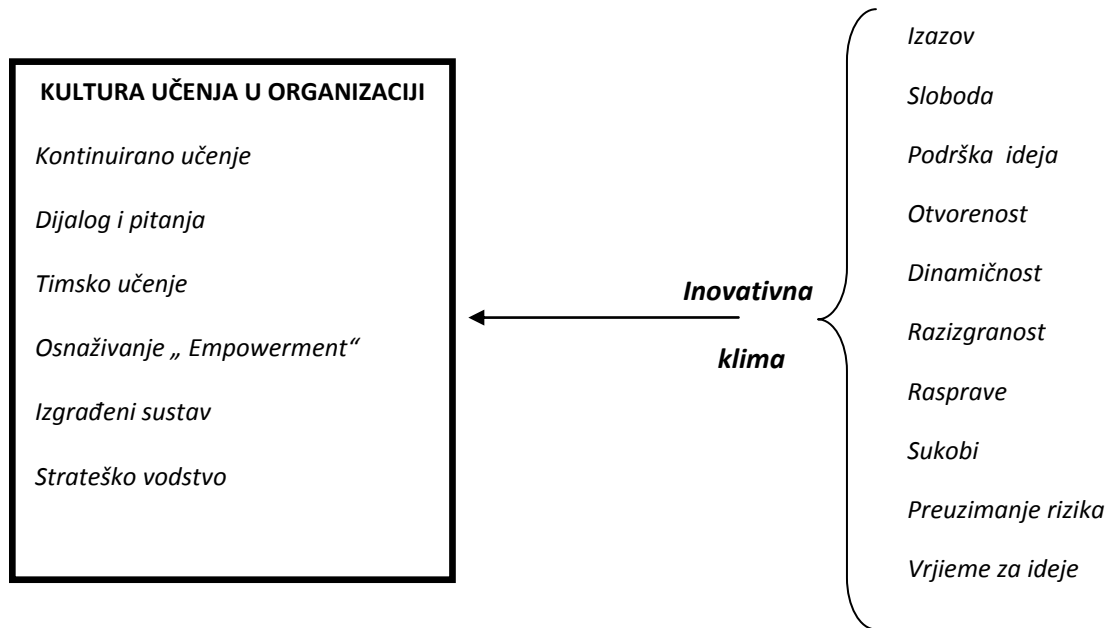 KULTURA UČENJA U ORGANIZACIJI
Kontinuirano učenje
Dijalog i pitanja
Timsko učenje
Osnaživanje „ Empowerment“
Izgrađeni sustav
Strateško vodstvo
Inovativna
klima
Izazov
Sloboda
Podrška ideja
Otvorenost
Dinamičnost
Razizgranost
Rasprave
Sukobi
Preuzimanje rizika
Vrjieme za ideje